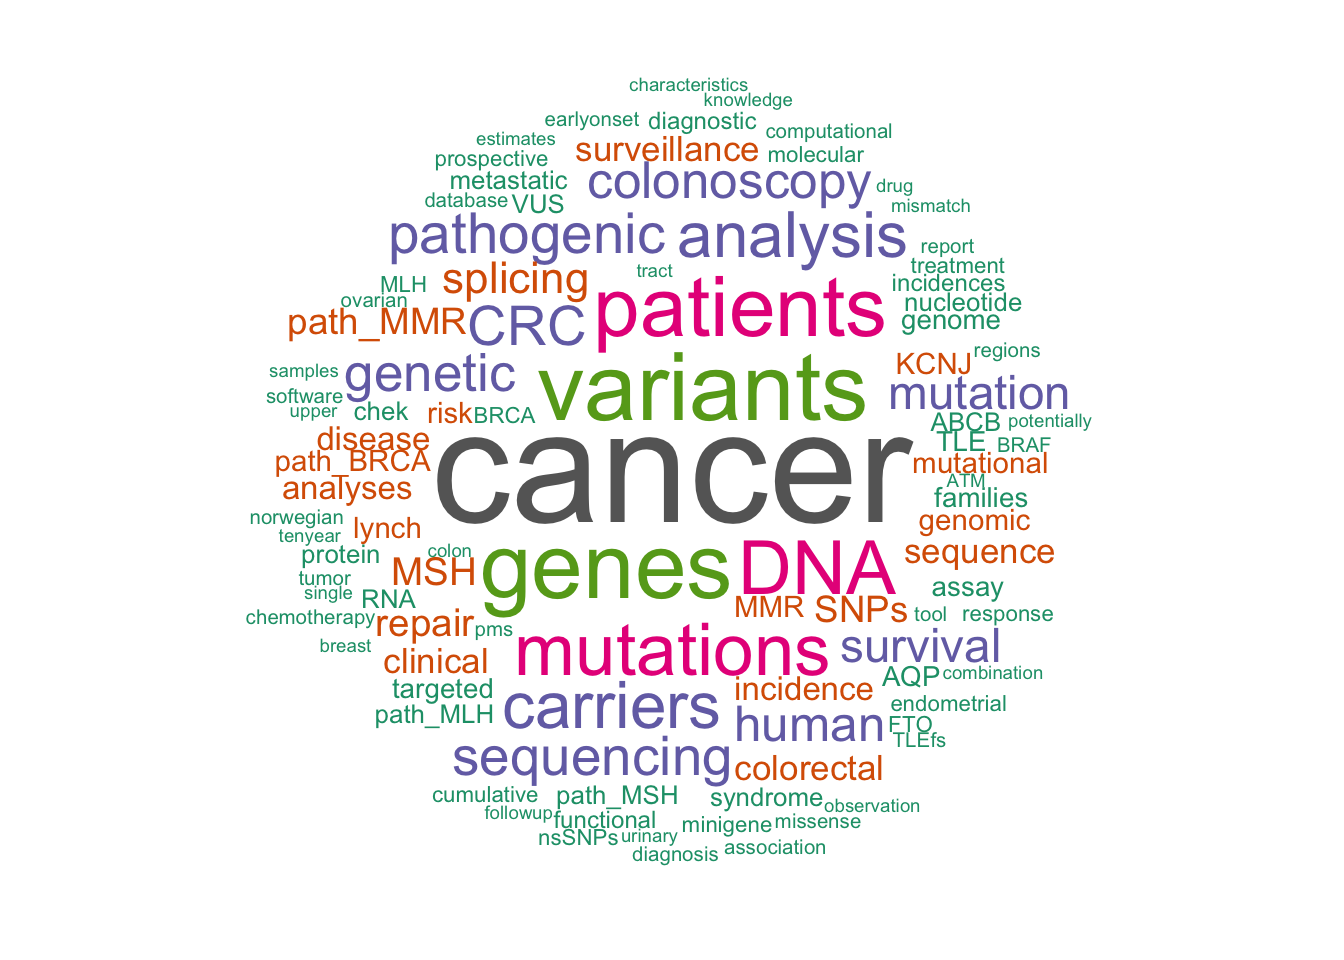 characteristics
knowledge
earlyonset diagnostic computational
estimates surveillance molecular
prospective
metastatic colonoscopy drug
database VUS mismatch
pathogenic analysis report
tract treatment
MLH splicing patients incidences
ovarian nucleotide
path_MMR CRC genome
regions
samples genetic variants KCNJ
software mutation
upper chek risk BRCA ABCB potentially
disease TLE BRAF
path_BRCA cancer mutational
analyses ATM
families
norwegian lynch genomic
tenyear
protein colon sequence
tumor MSH genes DNA assay
single RNA
chemotherapy repair pms MMR SNPs tool response
breast mutations survival
clinical AQP combination
targeted incidence
path_MLH carriers human endometrial
FTO
TLEfs
sequencing colorectal
cumulative path_MSH syndrome observation
followup functional minigene missense
nsSNPs urinary
diagnosis association